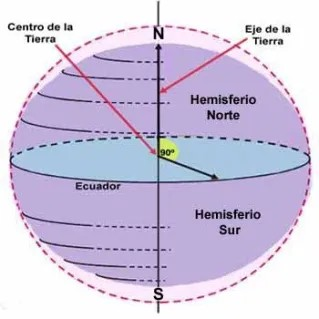 Centro de la
Tierra
N
Eje de la
Tierra
Hemisferio
Norte
90º
Ecuador
Hemisferio
Sur
S